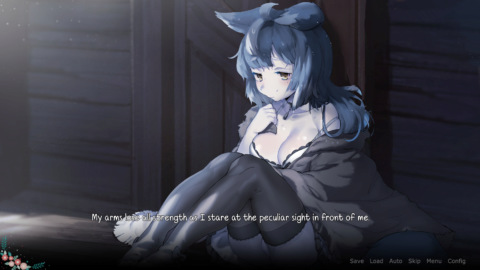 My arms lose all strength as I stare at the peculiar sight in front of me
Save Load Auto Skip Menu Config